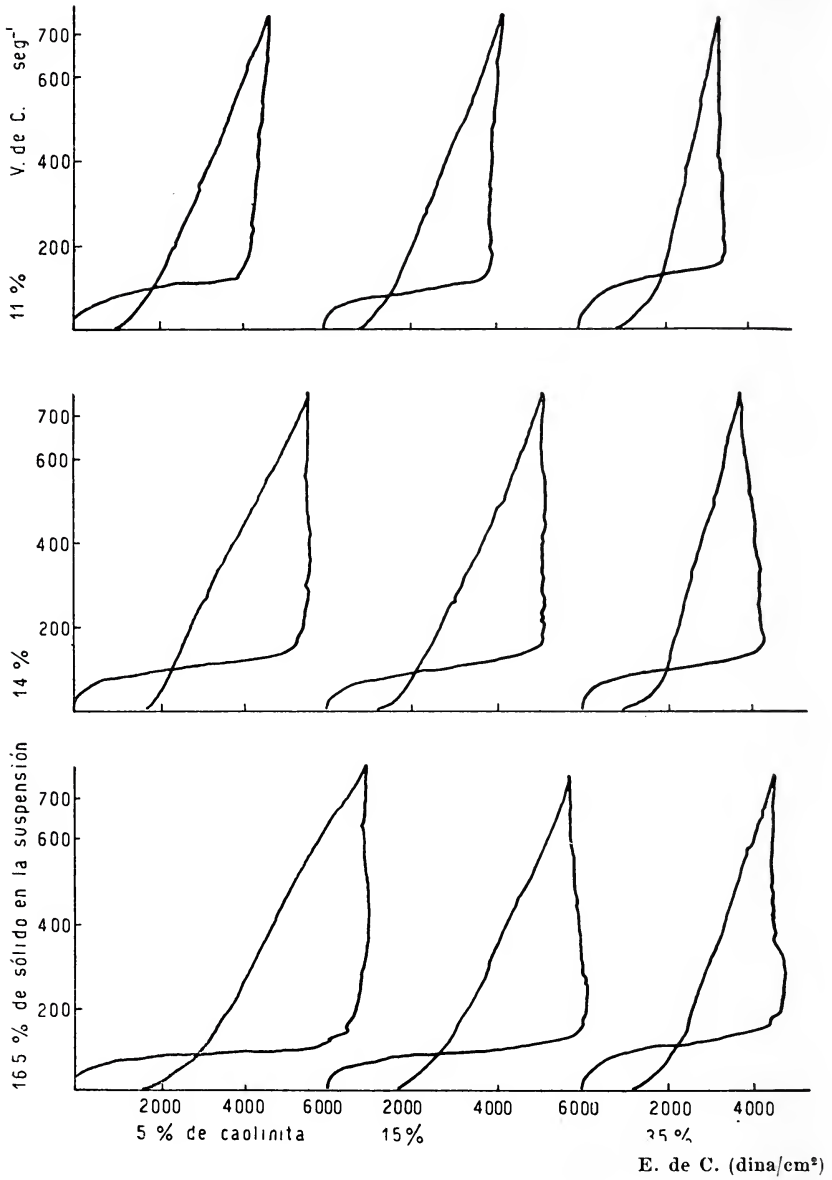 V. de C. seg⁻¹
700
600
400
200
11 %
700
600
400
200
14 %
700
600
400
200
16 5 % de sólido en la suspensión
2000 4000 6000 2000 4000 6000 2000 4000
5 % de caolinita 15% 35%
E. de C. (dina/cm²)